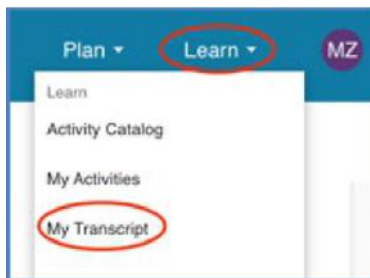 Plan Learn MZ
Learn
Activity Catalog
My Activities
My Transcript